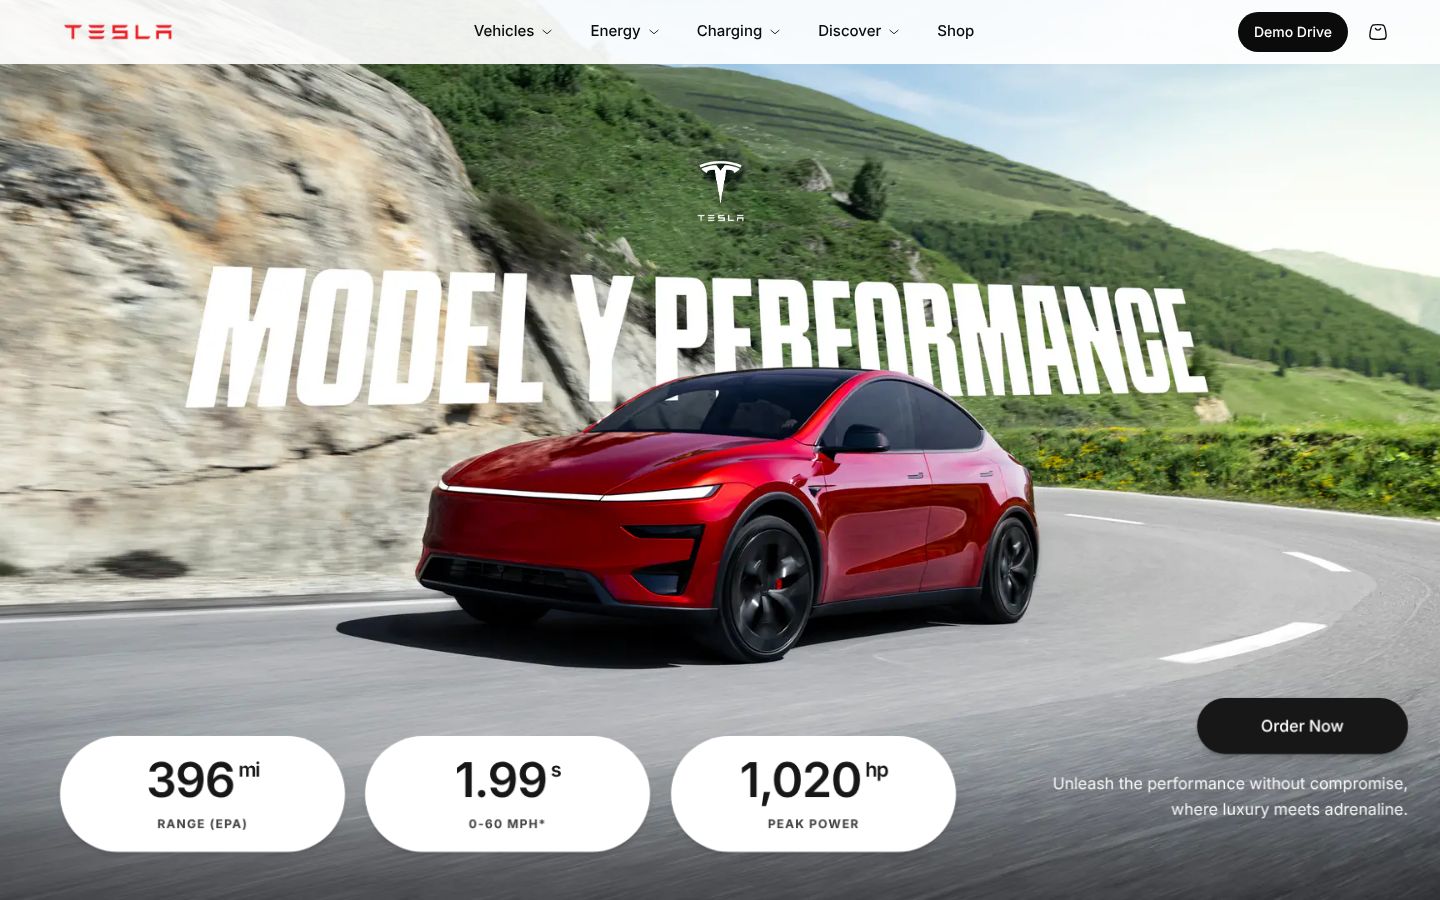 TESLA
Vehicles
Energy
Charging
Discover
Shop
Demo Drive
TESLA
MODEL Y PERFORMANCE
Order Now
396 mi
RANGE (EPA)
1.99 s
0-60 MPH*
1,020 hp
PEAK POWER
Unleash the performance without compromise,
where luxury meets adrenaline.